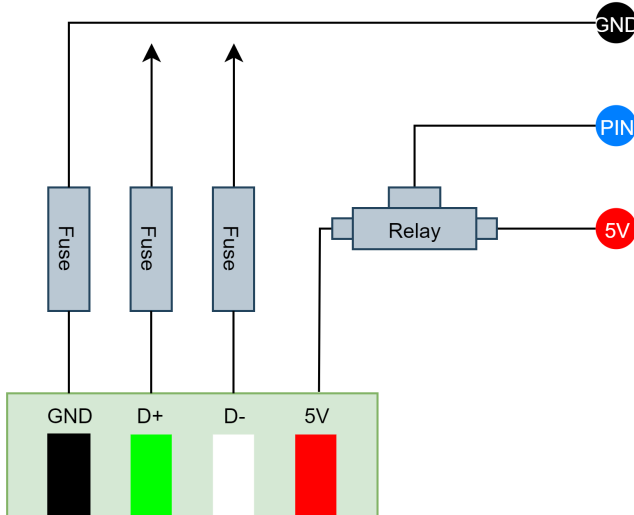 GND
PIN
Fuse
Fuse
Fuse
Relay
5V
GND
D+
D-
5V